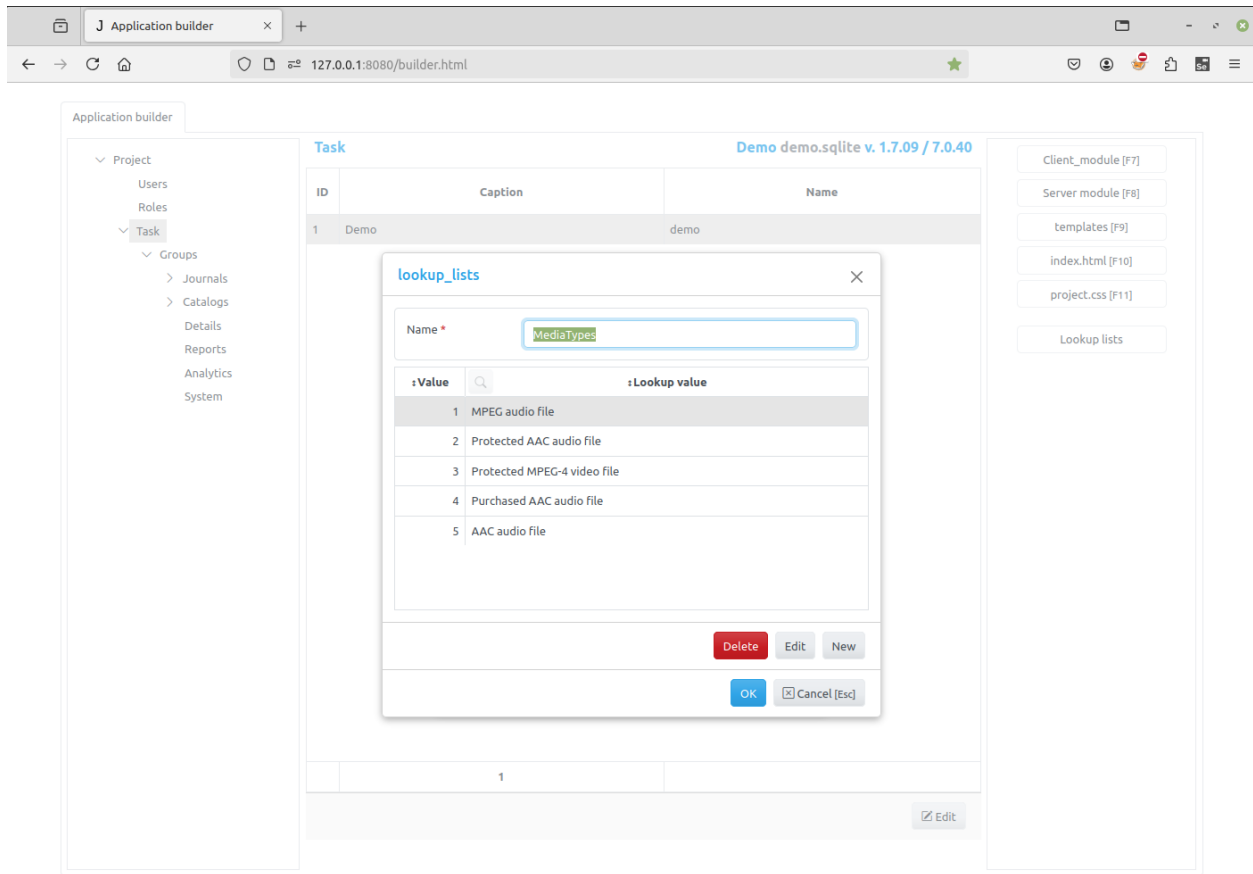 J Application builder
127.0.0.1:8080/builder.html
Se
Application builder
Project
Users
Roles
Task
Groups
Journals
Catalogs
Details
Reports
Analytics
System
Task Demo demo.sqlite v. 1.7.09 / 7.0.40
ID Caption Name
1 Demo demo
lookup_lists
Name * MediaTypes
Value Lookup value
1 MPEG audio file
2 Protected AAC audio file
3 Protected MPEG-4 video file
4 Purchased AAC audio file
5 AAC audio file
Delete Edit New
OK Cancel [Esc]
1
Edit
Client_module [F7]
Server module [F8]
templates [F9]
index.html [F10]
project.css [F11]
Lookup lists